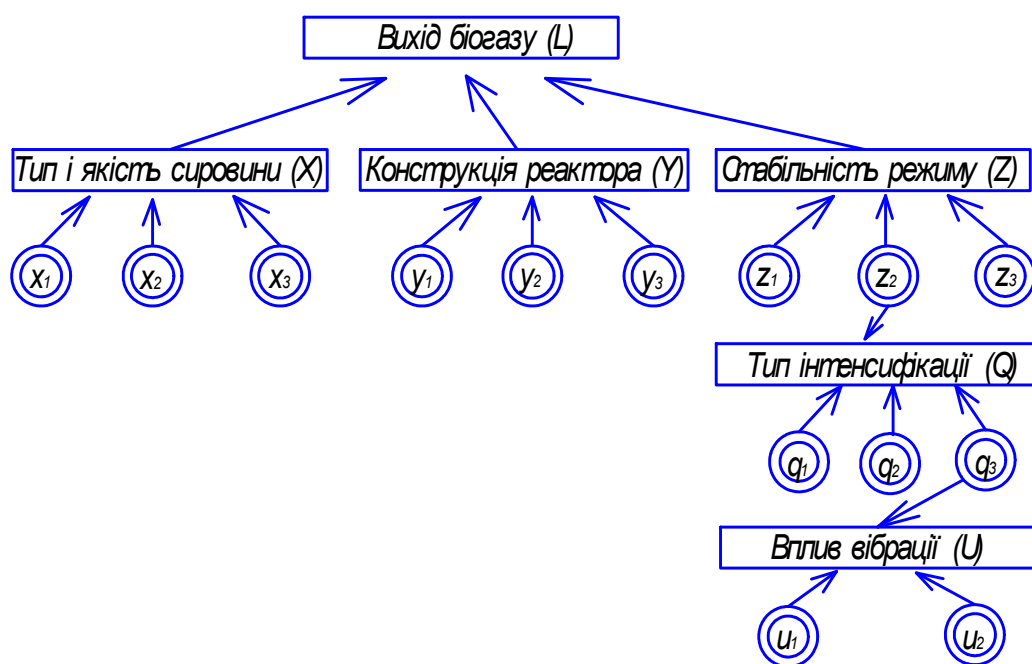 Вихід біогазу (L)
Тип і якість сировини (X) Конструкція реактора (Y) Стабільність режиму (Z)
x1 x2 x3 y1 y2 y3 z1 z2 z3
Тип інтенсифікації (Q)
q1 q2 q3
Вплив вібрації (U)
u1 u2